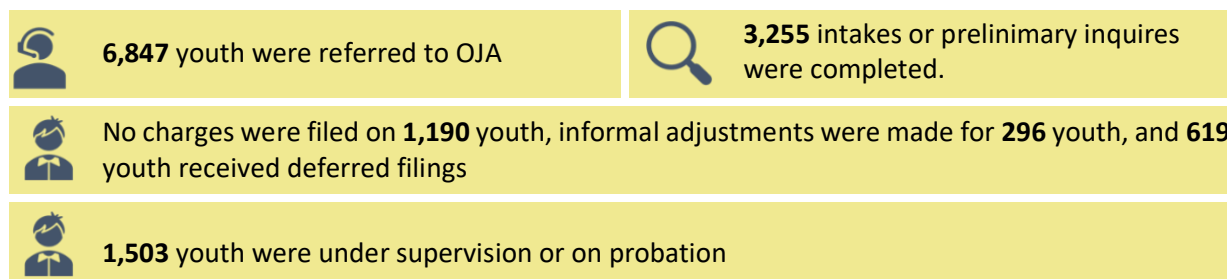 6,847 youth were referred to OJA
3,255 intakes or prelinimary inquires
were completed.
No charges were filed on 1,190 youth, informal adjustments were made for 296 youth, and 619
youth received deferred filings
1,503 youth were under supervision or on probation